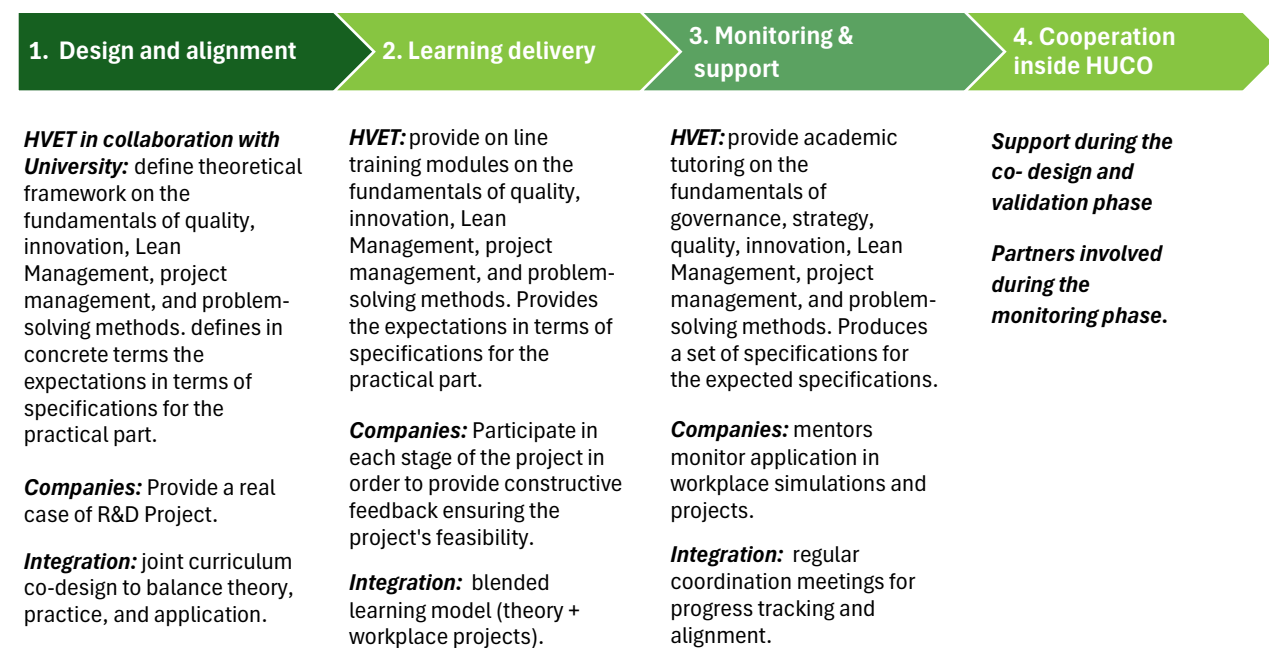 1. Design and alignment
2. Learning delivery
3. Monitoring &
support
4. Cooperation
inside HUCO
HVET in collaboration with
University: define theoretical
framework on the
fundamentals of quality,
innovation, Lean
Management, project
management, and problem-
solving methods. defines in
concrete terms the
expectations in terms of
specifications for the
practical part.
Companies: Provide a real
case of R&D Project.
Integration: joint curriculum
co-design to balance theory,
practice, and application.
HVET: provide on line
training modules on the
fundamentals of quality,
innovation, Lean
Management, project
management, and problem-
solving methods. Provides
the expectations in terms of
specifications for the
practical part.
Companies: Participate in
each stage of the project in
order to provide constructive
feedback ensuring the
project's feasibility.
Integration: blended
learning model (theory +
workplace projects).
HVET: provide academic
tutoring on the
fundamentals of
governance, strategy,
quality, innovation, Lean
Management, project
management, and problem-
solving methods. Produces
a set of specifications for
the expected specifications.
Companies: mentors
monitor application in
workplace simulations and
projects.
Integration: regular
coordination meetings for
progress tracking and
alignment.
Support during the
co- design and
validation phase
Partners involved
during the
monitoring phase.